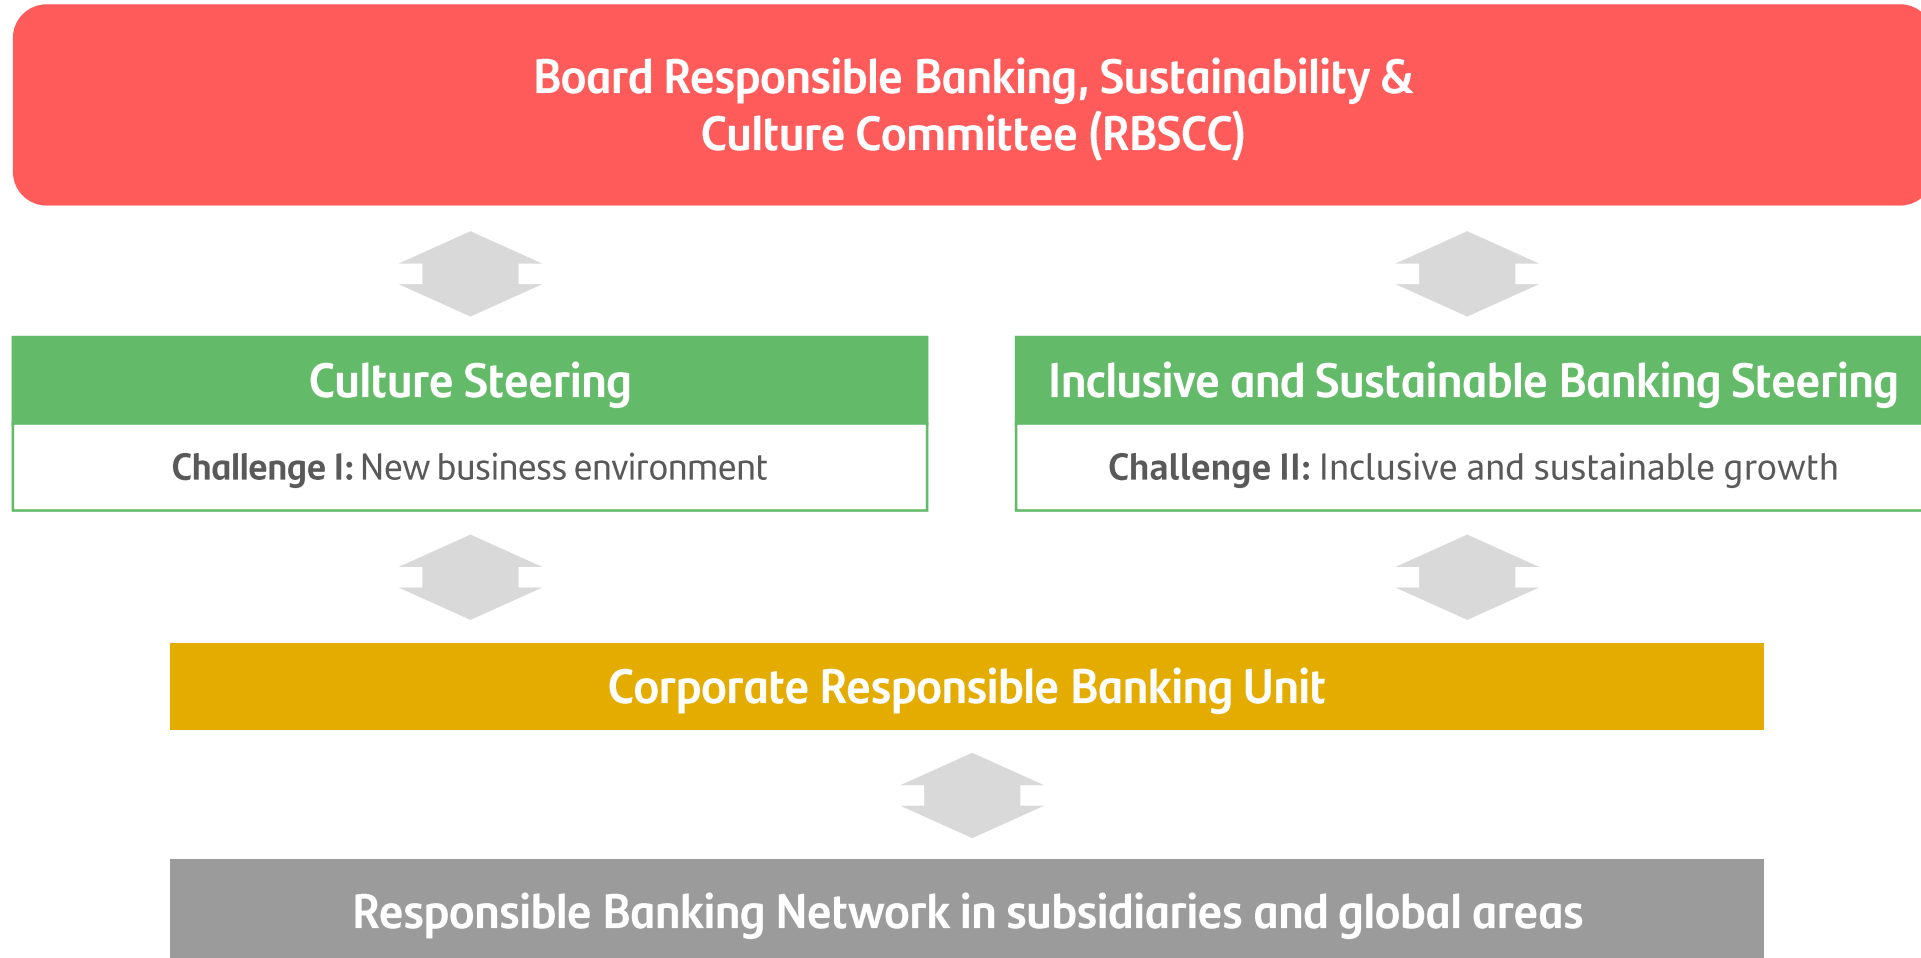 Board Responsible Banking, Sustainability &
Culture Committee (RBSCC)
Culture Steering
Challenge I: New business environment
Inclusive and Sustainable Banking Steering
Challenge II: Inclusive and sustainable growth
Corporate Responsible Banking Unit
Responsible Banking Network in subsidiaries and global areas